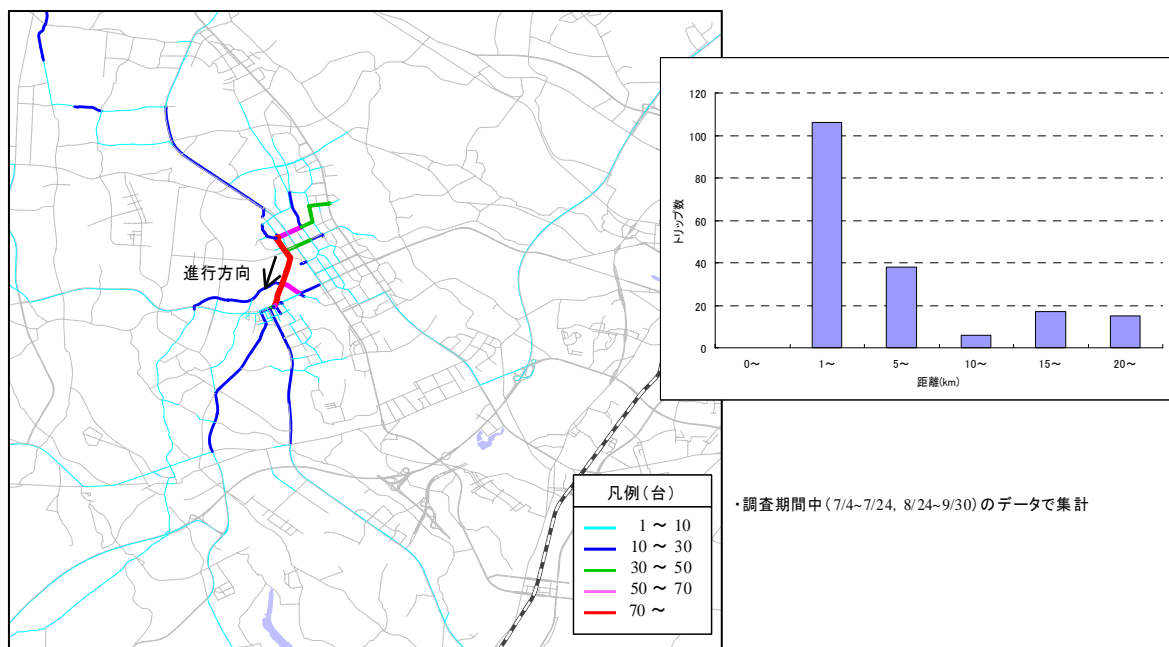 進行方向
凡例(台)
1 ～ 10
10 ～ 30
30 ～ 50
50 ～ 70
70 ～
トリップ数
120
100
80
60
40
20
0
0～ 1～ 5～ 10～ 15～ 20～
距離(km)
・調査期間中(7/4~7/24, 8/24~9/30)のデータで集計